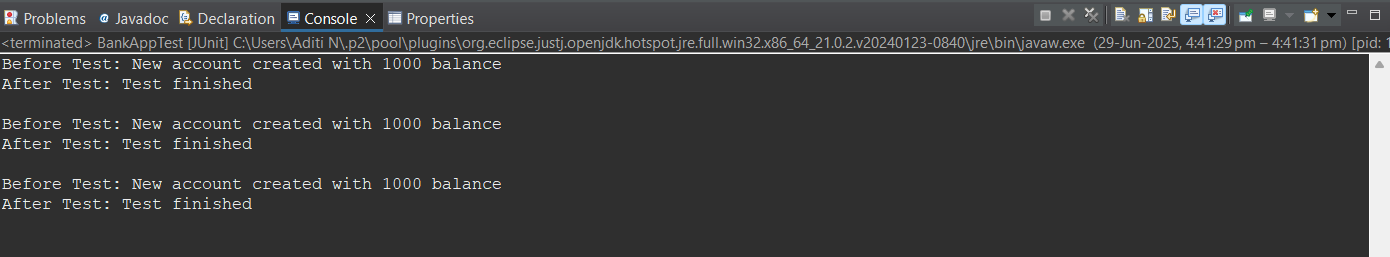 Problems Javadoc Declaration Console Properties
<terminated> BankAppTest [JUnit] C:\Users\Aditi N\.p2\pool\plugins\org.eclipse.justj.openjdk.hotspot.jre.full.win32.x86_64_21.0.2.v20240123-0840\jre\bin\javaw.exe (29-Jun-2025, 4:41:29 pm – 4:41:31 pm) [pid: 1
Before Test: New account created with 1000 balance
After Test: Test finished
Before Test: New account created with 1000 balance
After Test: Test finished
Before Test: New account created with 1000 balance
After Test: Test finished